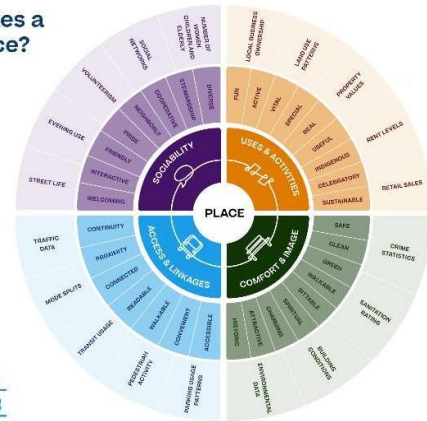 es a
ce?
NUMBER OF
WOMEN
CHILDREN AND
ELDERLY
SOCIAL
NETWORKS
VOLUNTEERISM
EVENING USE
STREET LIFE
DIVERSE
STEWARDSHIP
COOPERATIVE
NEIGHBORLY
PRIDE
FRIENDLY
INTERACTIVE
WELCOMING
SOCIABILITY
LOCAL BUSINESS
OWNERSHIP
LAND USE
PATTERNS
PROPERTY
VALUES
RENT LEVELS
RETAIL SALES
FUN
ACTIVE
VITAL
SPECIAL
REAL
USEFUL
INDIGENOUS
CELEBRATORY
SUSTAINABLE
USES & ACTIVITIES
PLACE
ACCESS & LINKAGES
CONTINUITY
PROXIMITY
CONNECTED
READABLE
WALKABLE
CONVENIENT
ACCESSIBLE
TRAFFIC
DATA
MODE SPLITS
TRANSIT USAGE
PEDESTRIAN
ACTIVITY
PARKING USAGE
PATTERNS
COMFORT & IMAGE
SAFE
CLEAN
GREEN
WALKABLE
SITTABLE
SPIRITUAL
CHARMING
ATTRACTIVE
HISTORIC
CRIME
STATISTICS
SANITATION
RATING
BUILDING
CONDITIONS
ENVIRONMENTAL
DATA